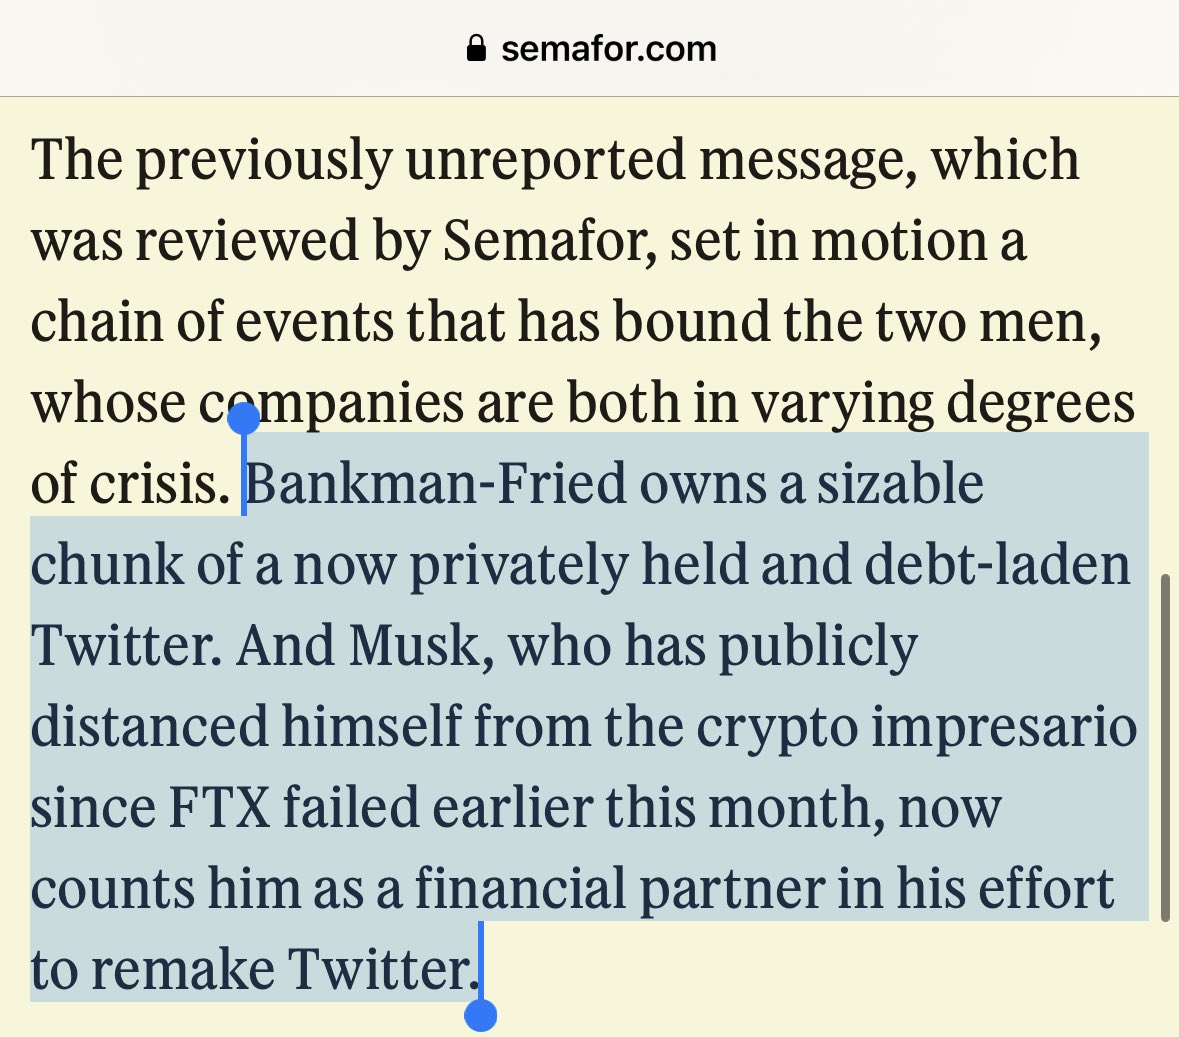 semafor.com
The previously unreported message, which
was reviewed by Semafor, set in motion a
chain of events that has bound the two men,
whose companies are both in varying degrees
of crisis. Bankman-Fried owns a sizable
chunk of a now privately held and debt-laden
Twitter. And Musk, who has publicly
distanced himself from the crypto impresario
since FTX failed earlier this month, now
counts him as a financial partner in his effort
to remake Twitter.